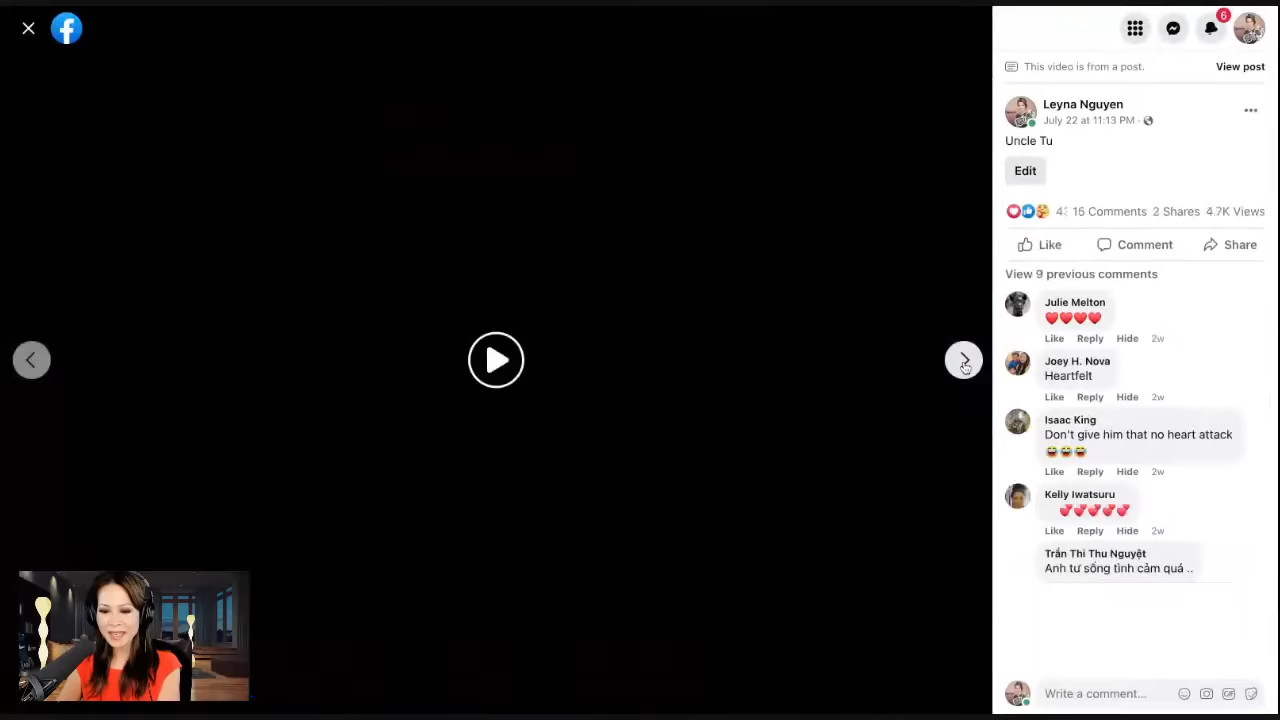 6
This video is from a post.
View post
Leyna Nguyen
July 22 at 11:13 PM ·
Uncle Tu
Edit
15 Comments 2 Shares 4.7K Views
Like
Comment
Share
View 9 previous comments
Julie Melton
Like Reply Hide 2w
Joey H. Nova
Heartfelt
Like Reply Hide 2w
Isaac King
Don't give him that no heart attack
Like Reply Hide 2w
Kelly Iwatsuru
Like Reply Hide 2w
Trần Thi Thu Nguyệt
Anh tư sống tình cảm quá ..
Write a comment...
GIF